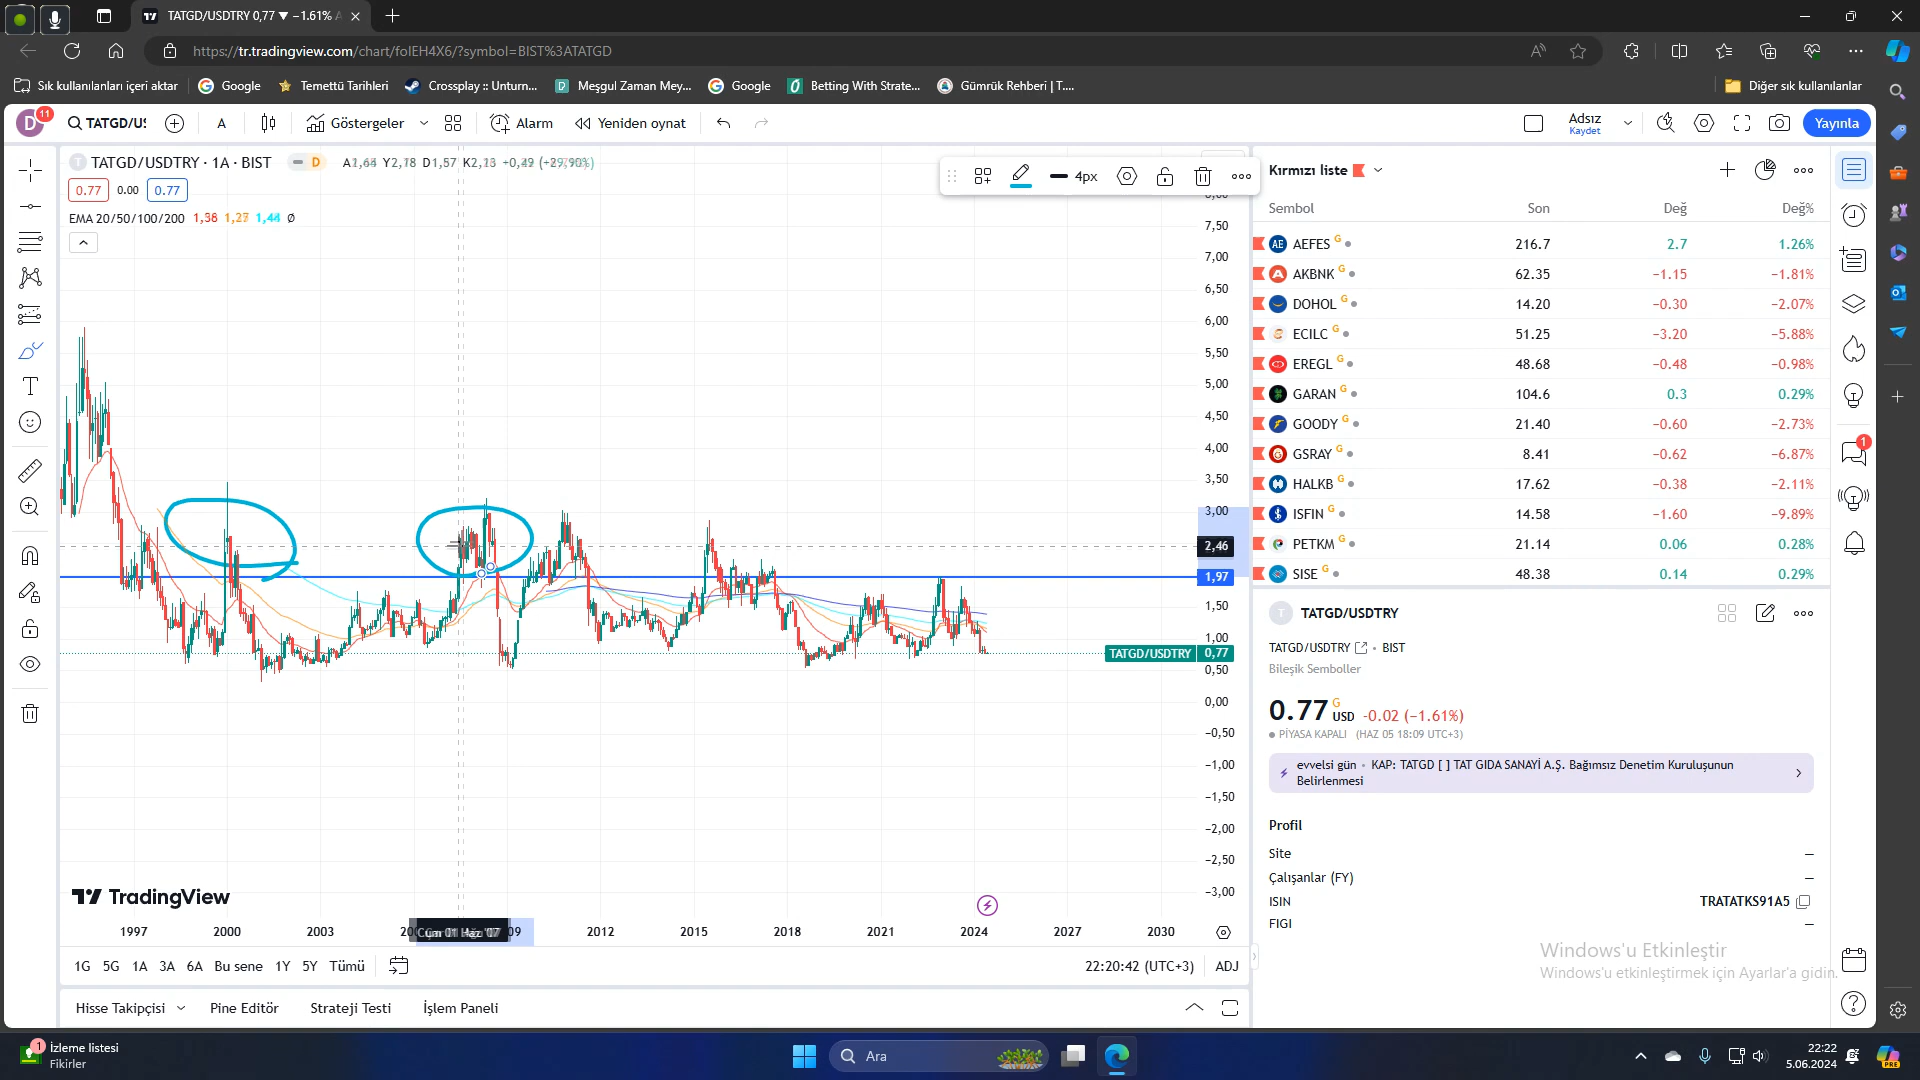 TATGD/USDTRY 0,77 ▼ −1.61% A
https://tr.tradingview.com/chart/foIEH4X6/?symbol=BIST%3ATATGD
Sık kullanılanları içeri aktar
Google
Temettü Tarihleri
Crossplay :: Unturn...
Meşgul Zaman Mey...
Google
Betting With Strate...
Gümrük Rehberi | T....
Diğer sık kullanılanlar
D
11
TATGD/US
A
Göstergeler
Alarm
Yeniden oynat
Adsız
Kaydet
Yayınla
TATGD/USDTRY · 1A · BIST
D
0.77
0.00
0.77
EMA 20/50/100/200 1,38 1,27 1,44 Ø
4px
7,50
7,00
6,50
6,00
5,50
5,00
4,50
4,00
3,50
3,00
2,46
1,97
1,50
1,00
TATGD/USDTRY 0,77
0,50
0,00
−0,50
−1,00
−1,50
−2,00
−2,50
−3,00
TradingView
1997
2000
2003
2012
2015
2018
2021
2024
2027
2030
1G
5G
1A
3A
6A
Bu sene
1Y
5Y
Tümü
22:20:42 (UTC+3)
ADJ
Hisse Takipçisi
Pine Editör
Strateji Testi
İşlem Paneli
Kırmızı liste
Sembol Son Değ Değ%
AEFES G 216.7 2.7 1.26%
AKBNK G 62.35 −1.15 −1.81%
DOHOL G 14.20 −0.30 −2.07%
ECILC G 51.25 −3.20 −5.88%
EREGL G 48.68 −0.48 −0.98%
GARAN G 104.6 0.3 0.29%
GOODY G 21.40 −0.60 −2.73%
GSRAY G 8.41 −0.62 −6.87%
HALKB G 17.62 −0.38 −2.11%
ISFIN G 14.58 −1.60 −9.89%
PETKM G 21.14 0.06 0.28%
SISE G 48.38 0.14 0.29%
T
TATGD/USDTRY
TATGD/USDTRY • BIST
Bileşik Semboller
0.77 G USD −0.02 (−1.61%)
PİYASA KAPALI (HAZ 05 18:09 UTC+3)
evvelsi gün • KAP: TATGD [ ] TAT GIDA SANAYİ A.Ş. Bağımsız Denetim Kuruluşunun
Belirlenmesi
Profil
Site —
Çalışanlar (FY) —
ISIN TRATATKS91A5
FIGI —
Windows'u Etkinleştir
Windows'u etkinleştirmek için Ayarlar'a gidin.
1
1
İzleme listesi
Fikirler
Ara
22:22
5.06.2024
PRE